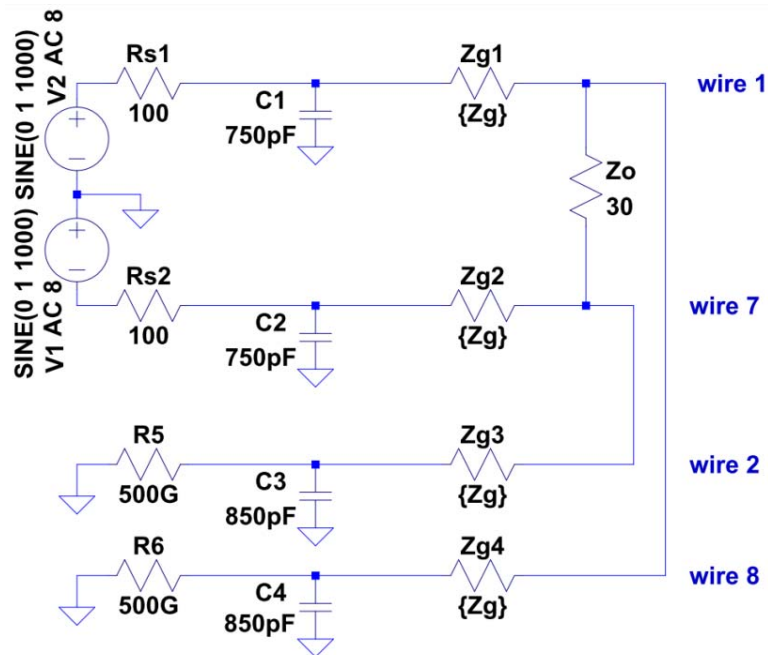 SINE(0 1 1000)
V2 AC 8
Rs1
100
C1
750pF
Zg1
{Zg}
wire 1
+
−
Zo
30
SINE(0 1 1000)
V1 AC 8
+
−
Rs2
100
C2
750pF
Zg2
{Zg}
wire 7
R5
500G
C3
850pF
Zg3
{Zg}
wire 2
R6
500G
C4
850pF
Zg4
{Zg}
wire 8